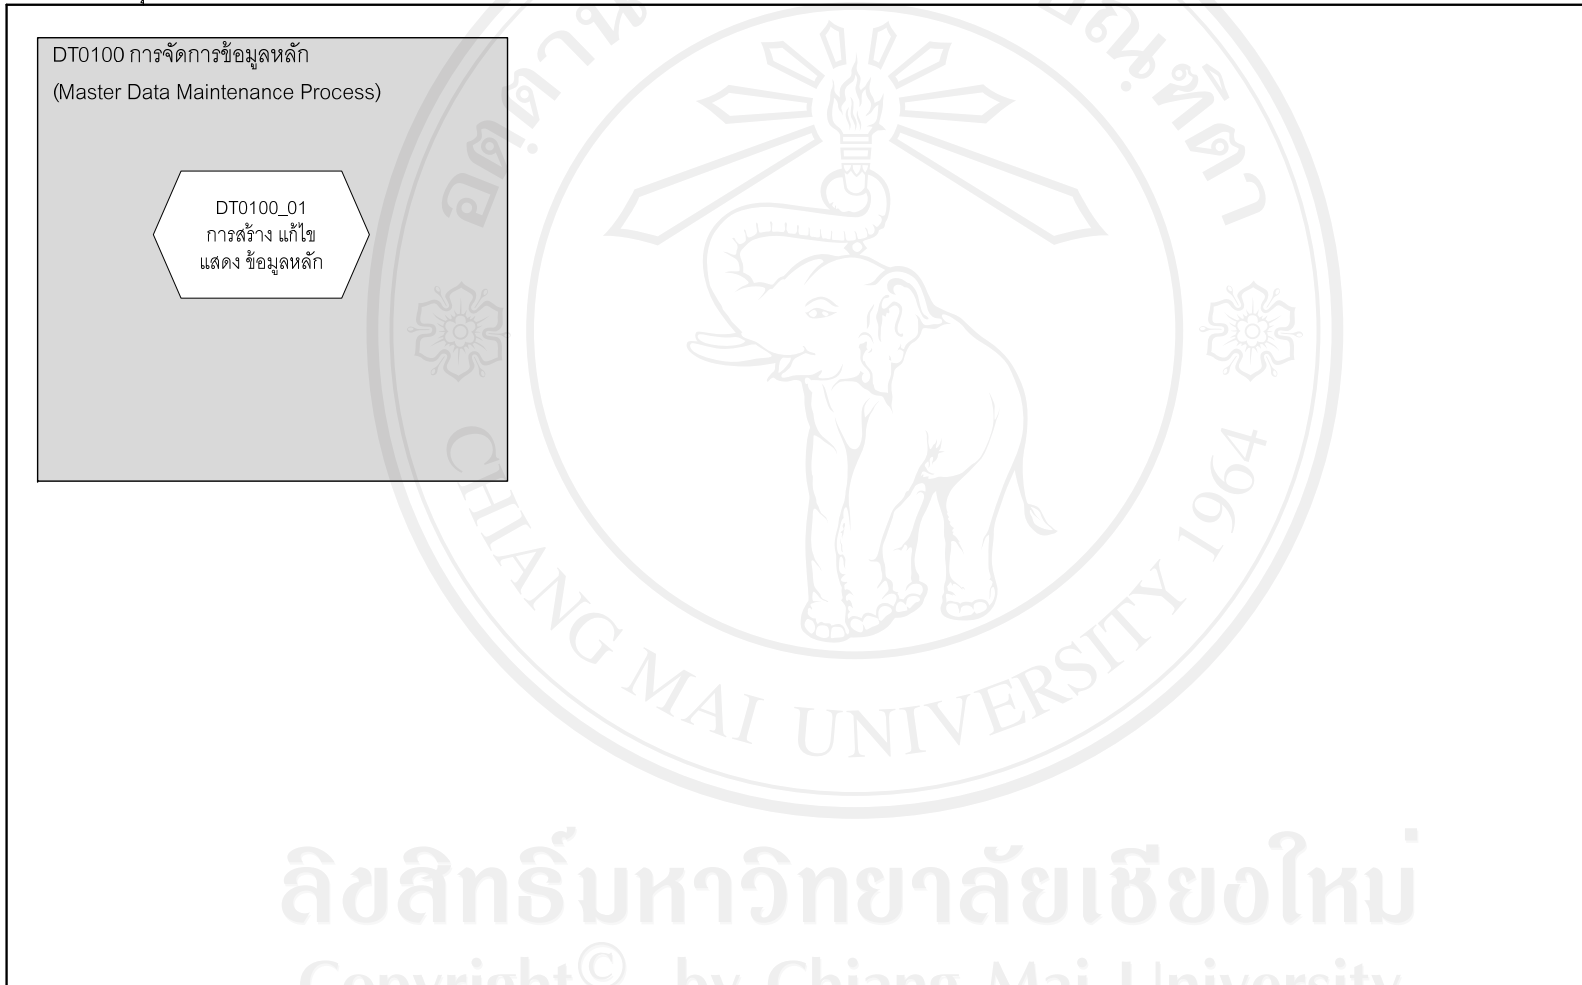 DT0100 การจัดการข้อมูลหลัก
(Master Data Maintenance Process)
DT0100_01
การสร้าง แก้ไข
แสดง ข้อมูลหลัก
CHIANG MAI UNIVERSITY 1964
ลิขสิทธิ์มหาวิทยาลัยเชียงใหม่
Copyright© by Chiang Mai University